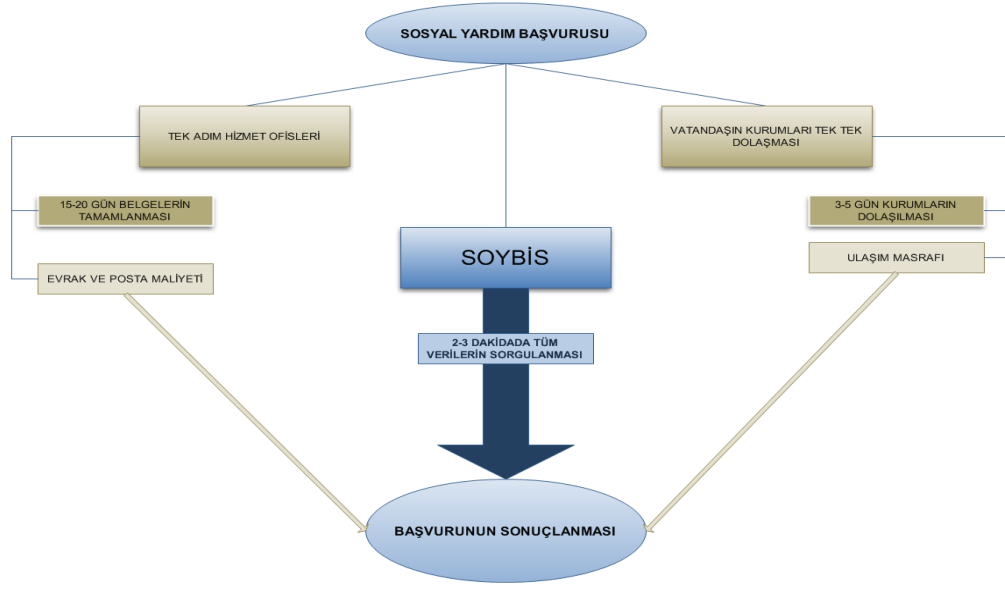 SOSYAL YARDIM BAŞVURUSU
TEK ADIM HİZMET OFİSLERİ
VATANDAŞIN KURUMLARI TEK TEK
DOLAŞMASI
15-20 GÜN BELGELERİN
TAMAMLANMASI
3-5 GÜN KURUMLARIN
DOLAŞILMASI
SOYBİS
EVRAK VE POSTA MALİYETİ
ULAŞIM MASRAFI
2-3 DAKİDADA TÜM
VERİLERİN SORGULANMASI
BAŞVURUNUN SONUÇLANMASI